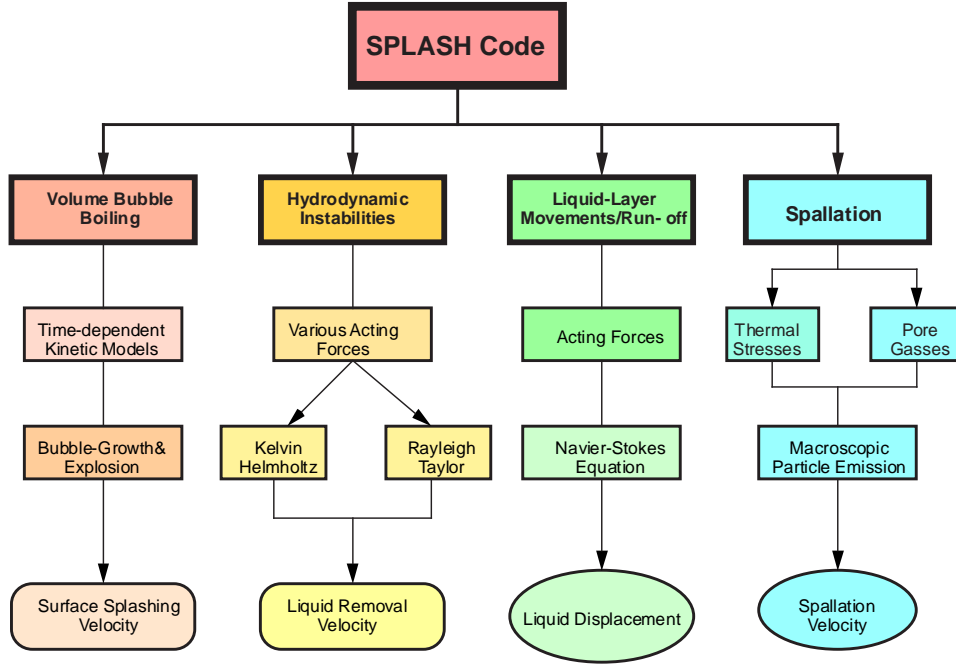 SPLASH Code
Volume Bubble
Boiling
Hydrodynamic
Instabilities
Liquid-Layer
Movements/Run- off
Spallation
Time-dependent
Kinetic Models
Various Acting
Forces
Acting Forces
Thermal
Stresses
Pore
Gasses
Bubble-Growth&
Explosion
Kelvin
Helmholtz
Rayleigh
Taylor
Navier-Stokes
Equation
Macroscopic
Particle Emission
Surface Splashing
Velocity
Liquid Removal
Velocity
Liquid Displacement
Spallation
Velocity